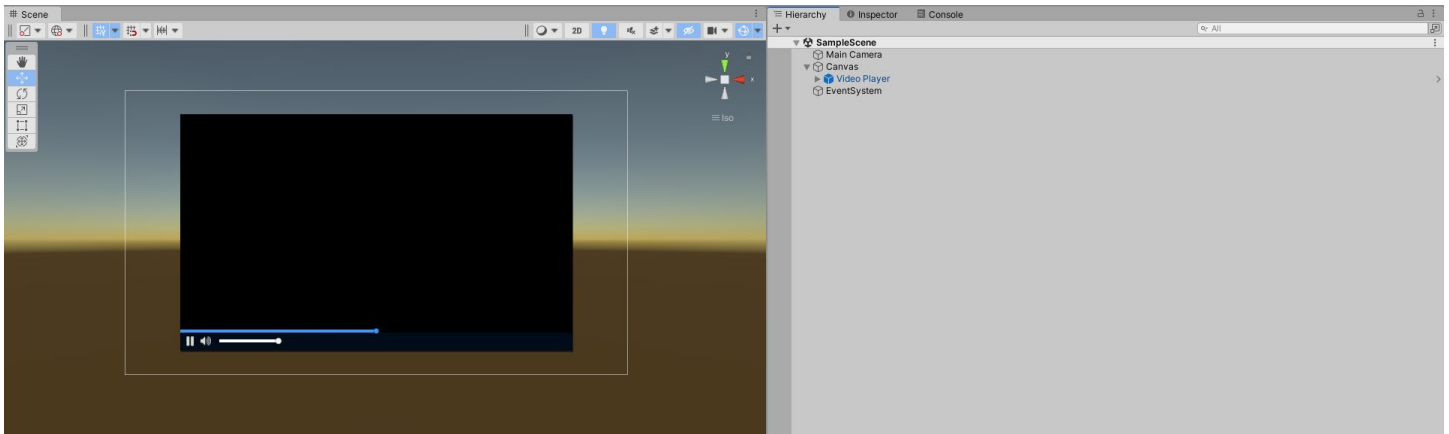 Scene
2D
y
x
Iso
Hierarchy Inspector Console
All
SampleScene
Main Camera
Canvas
Video Player
EventSystem